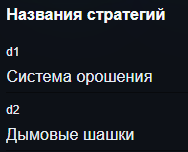 Названия стратегий
d1
Система орошения
d2
Дымовые шашки